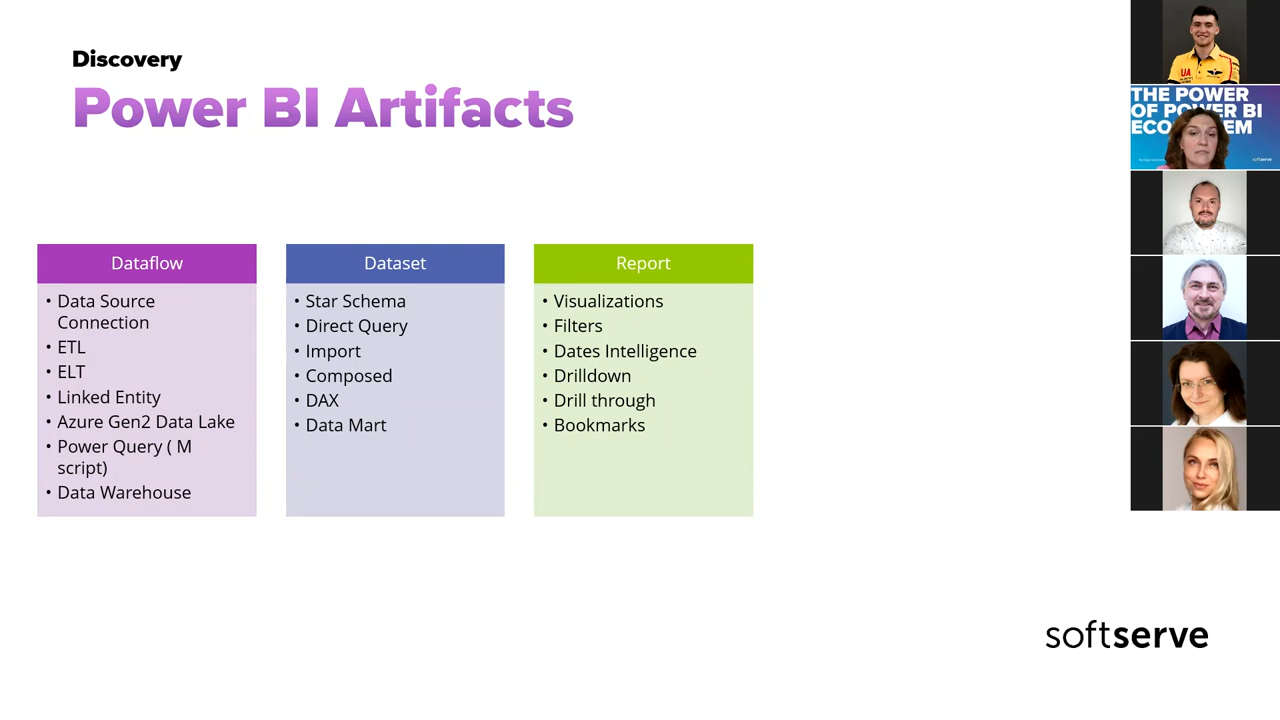 Discovery
Power BI Artifacts
Dataflow
• Data Source
Connection
• ETL
• ELT
• Linked Entity
• Azure Gen2 Data Lake
• Power Query ( M
script)
• Data Warehouse
Dataset
• Star Schema
• Direct Query
• Import
• Composed
• DAX
• Data Mart
Report
• Visualizations
• Filters
• Dates Intelligence
• Drilldown
• Drill through
• Bookmarks
UA
THE POWER
OF POWER BI
softserve
softserve